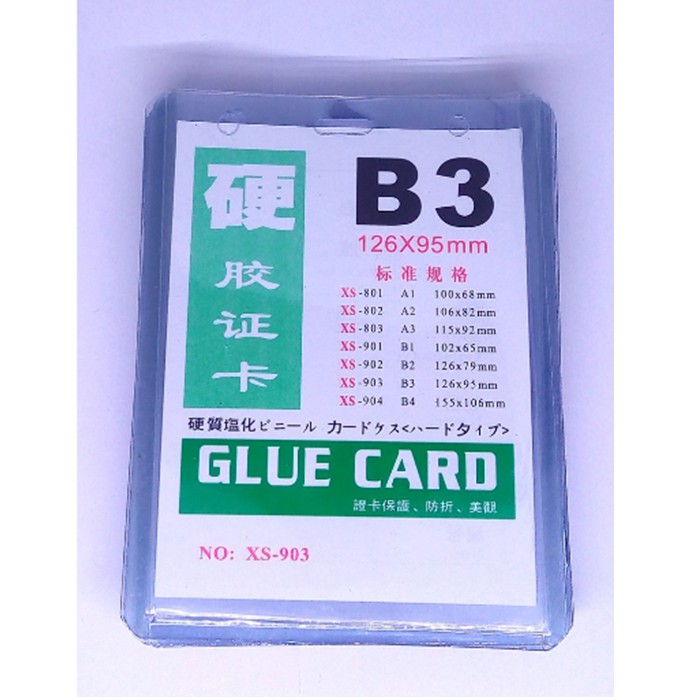 硬
胶
证
卡
B3
126X95mm
标准规格
XS-801 A1 100x68mm
XS-802 A2 106x82mm
XS-803 A3 115x92mm
XS-901 B1 102x65mm
XS-902 B2 126x79mm
XS-903 B3 126x95mm
XS-904 B4 155x106mm
硬質塩化ビニール カードケス<ハードタイプ>
GLUE CARD
證卡保護、防折、美觀
NO: XS-903